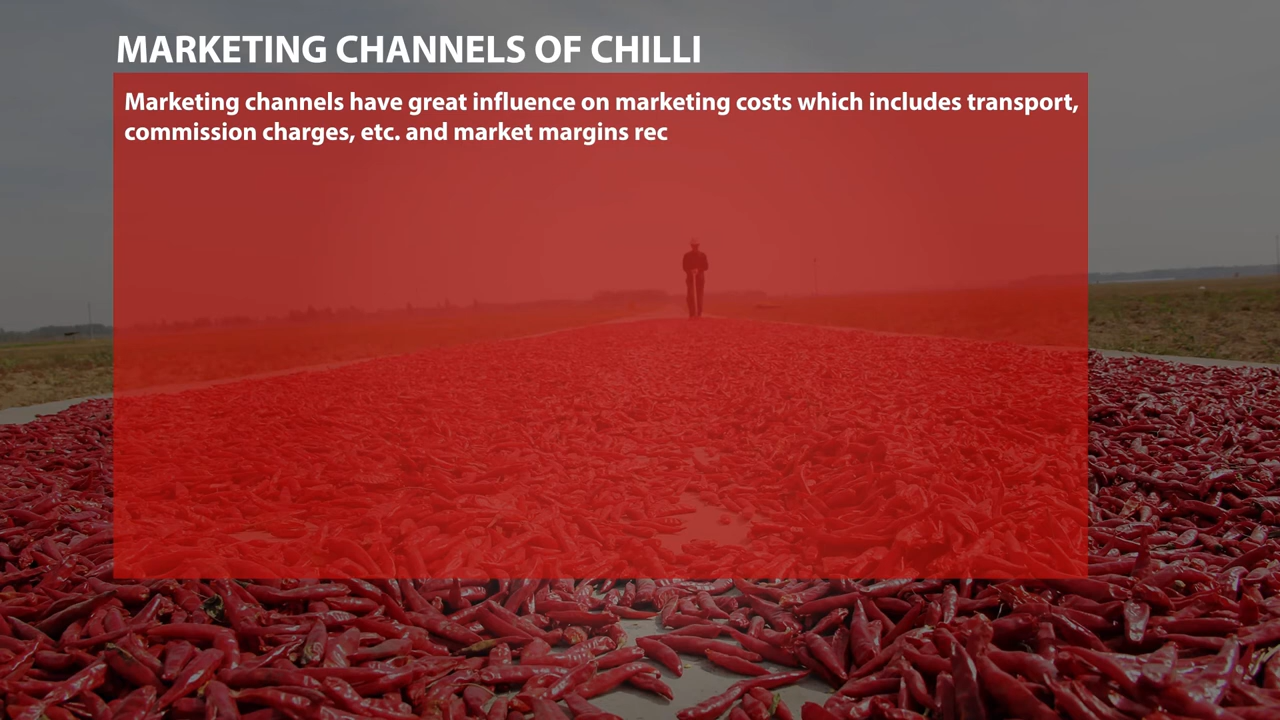 MARKETING CHANNELS OF CHILLI
Marketing channels have great influence on marketing costs which includes transport,
commission charges, etc. and market margins rec